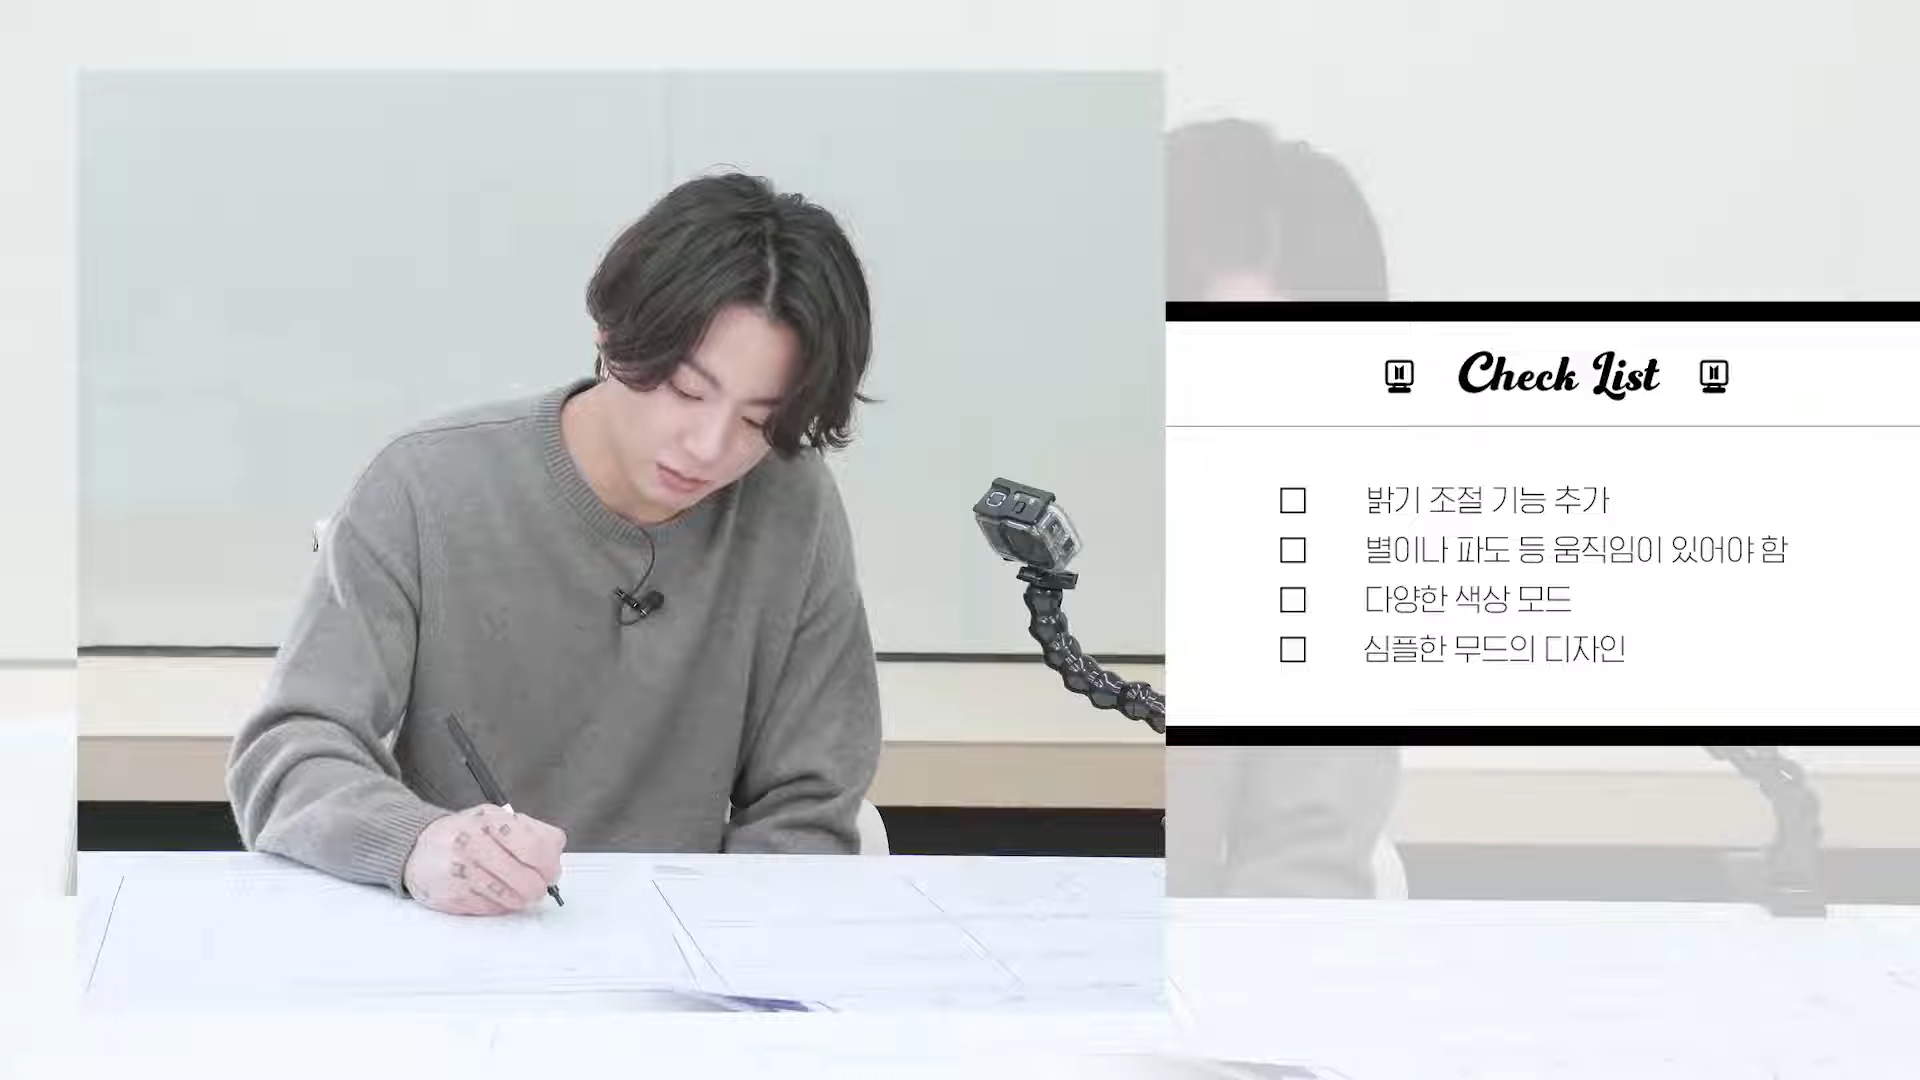 Check List
밝기 조절 기능 추가
별이나 파도 등 움직임이 있어야 함
다양한 색상 모드
심플한 무드의 디자인